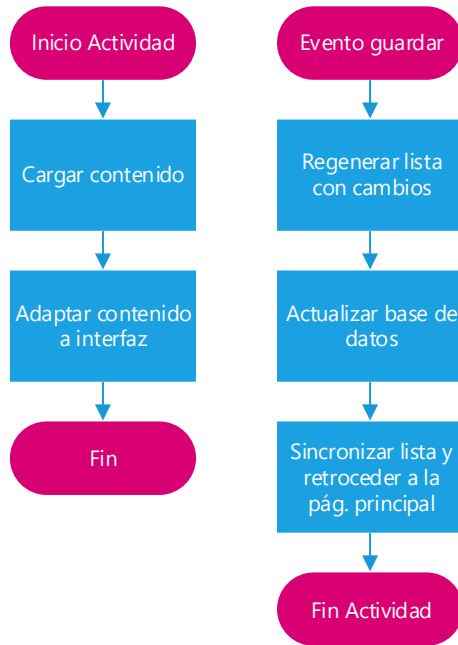 Inicio Actividad
Cargar contenido
Adaptar contenido
a interfaz
Fin
Evento guardar
Regenerar lista
con cambios
Actualizar base de
datos
Sincronizar lista y
retroceder a la
pág. principal
Fin Actividad